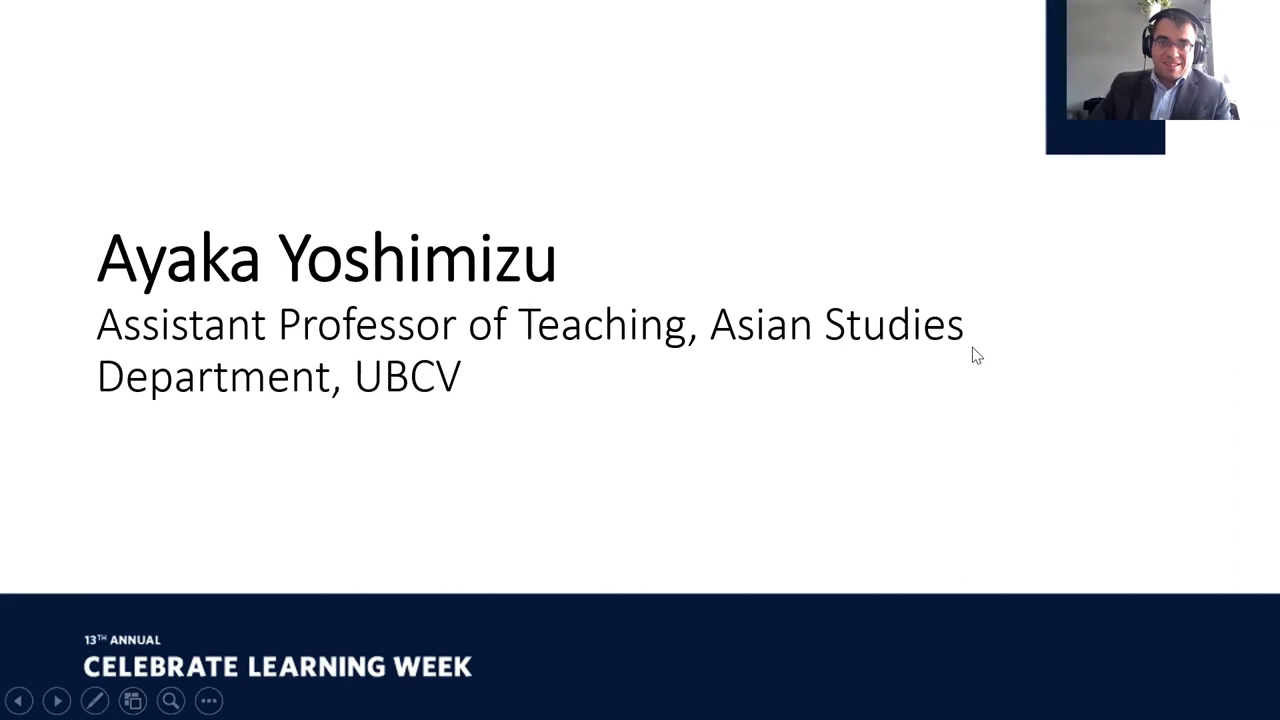 Ayaka Yoshimizu
Assistant Professor of Teaching, Asian Studies
Department, UBCV
13TH ANNUAL
CELEBRATE LEARNING WEEK